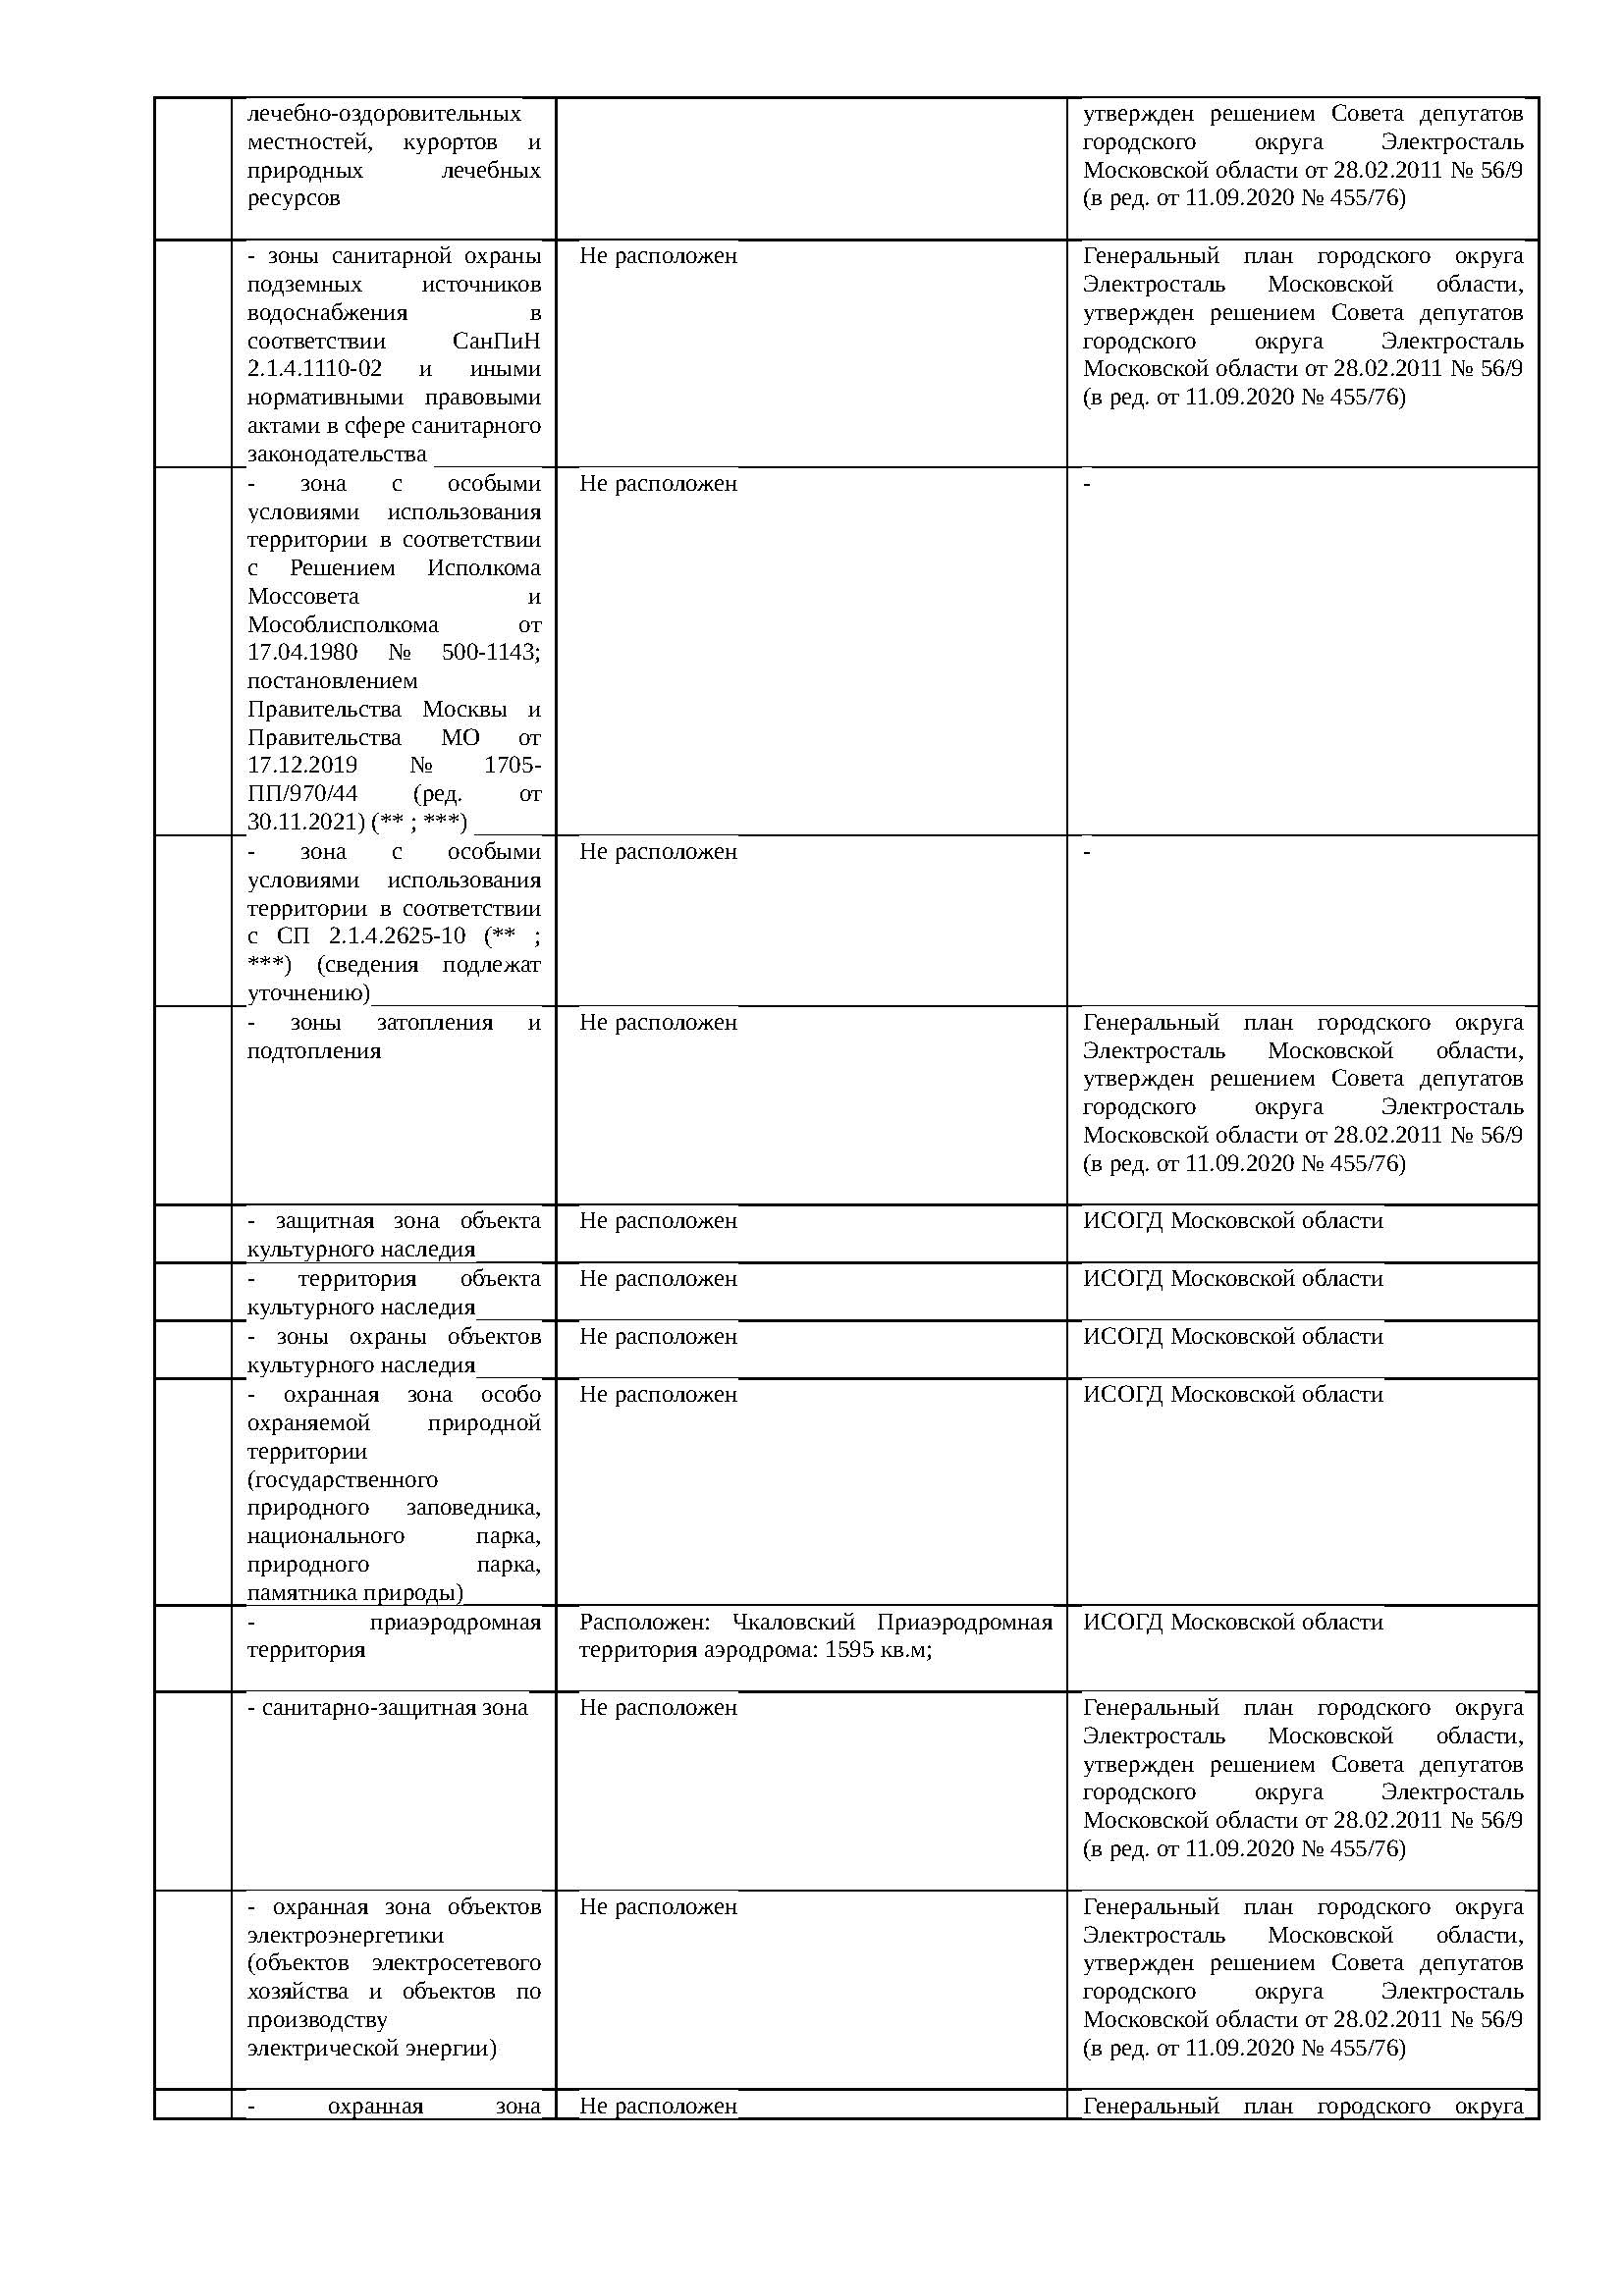 лечебно-оздоровительных
местностей, курортов и
природных лечебных
ресурсов
утвержден решением Совета депутатов
городского округа Электросталь
Московской области от 28.02.2011 № 56/9
(в ред. от 11.09.2020 № 455/76)
- зоны санитарной охраны
подземных источников
водоснабжения в
соответствии СанПиН
2.1.4.1110-02 и иными
нормативными правовыми
актами в сфере санитарного
законодательства
Не расположен
Генеральный план городского округа
Электросталь Московской области,
утвержден решением Совета депутатов
городского округа Электросталь
Московской области от 28.02.2011 № 56/9
(в ред. от 11.09.2020 № 455/76)
- зона с особыми
условиями использования
территории в соответствии
с Решением Исполкома
Моссовета и
Мособлисполкома от
17.04.1980 № 500-1143;
постановлением
Правительства Москвы и
Правительства МО от
17.12.2019 № 1705-
ПП/970/44 (ред. от
30.11.2021) (** ; ***)
Не расположен
-
- зона с особыми
условиями использования
территории в соответствии
с СП 2.1.4.2625-10 (** ;
***) (сведения подлежат
уточнению)
Не расположен
-
- зоны затопления и
подтопления
Не расположен
Генеральный план городского округа
Электросталь Московской области,
утвержден решением Совета депутатов
городского округа Электросталь
Московской области от 28.02.2011 № 56/9
(в ред. от 11.09.2020 № 455/76)
- защитная зона объекта
культурного наследия
Не расположен
ИСОГД Московской области
- территория объекта
культурного наследия
Не расположен
ИСОГД Московской области
- зоны охраны объектов
культурного наследия
Не расположен
ИСОГД Московской области
- охранная зона особо
охраняемой природной
территории
(государственного
природного заповедника,
национального парка,
природного парка,
памятника природы)
Не расположен
ИСОГД Московской области
- приаэродромная
территория
Расположен: Чкаловский Приаэродромная
территория аэродрома: 1595 кв.м;
ИСОГД Московской области
- санитарно-защитная зона
Не расположен
Генеральный план городского округа
Электросталь Московской области,
утвержден решением Совета депутатов
городского округа Электросталь
Московской области от 28.02.2011 № 56/9
(в ред. от 11.09.2020 № 455/76)
- охранная зона объектов
электроэнергетики
(объектов электросетевого
хозяйства и объектов по
производству
электрической энергии)
Не расположен
Генеральный план городского округа
Электросталь Московской области,
утвержден решением Совета депутатов
городского округа Электросталь
Московской области от 28.02.2011 № 56/9
(в ред. от 11.09.2020 № 455/76)
- охранная зона
Не расположен
Генеральный план городского округа